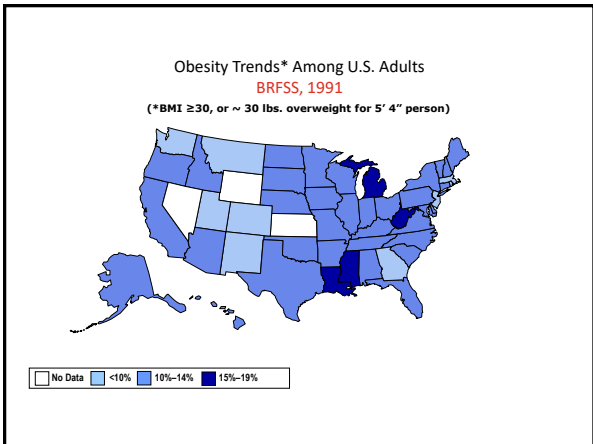 Obesity Trends* Among U.S. Adults
BRFSS, 1991
(*BMI ≥30, or ~ 30 lbs. overweight for 5’ 4” person)
No Data <10% 10%–14% 15%–19%